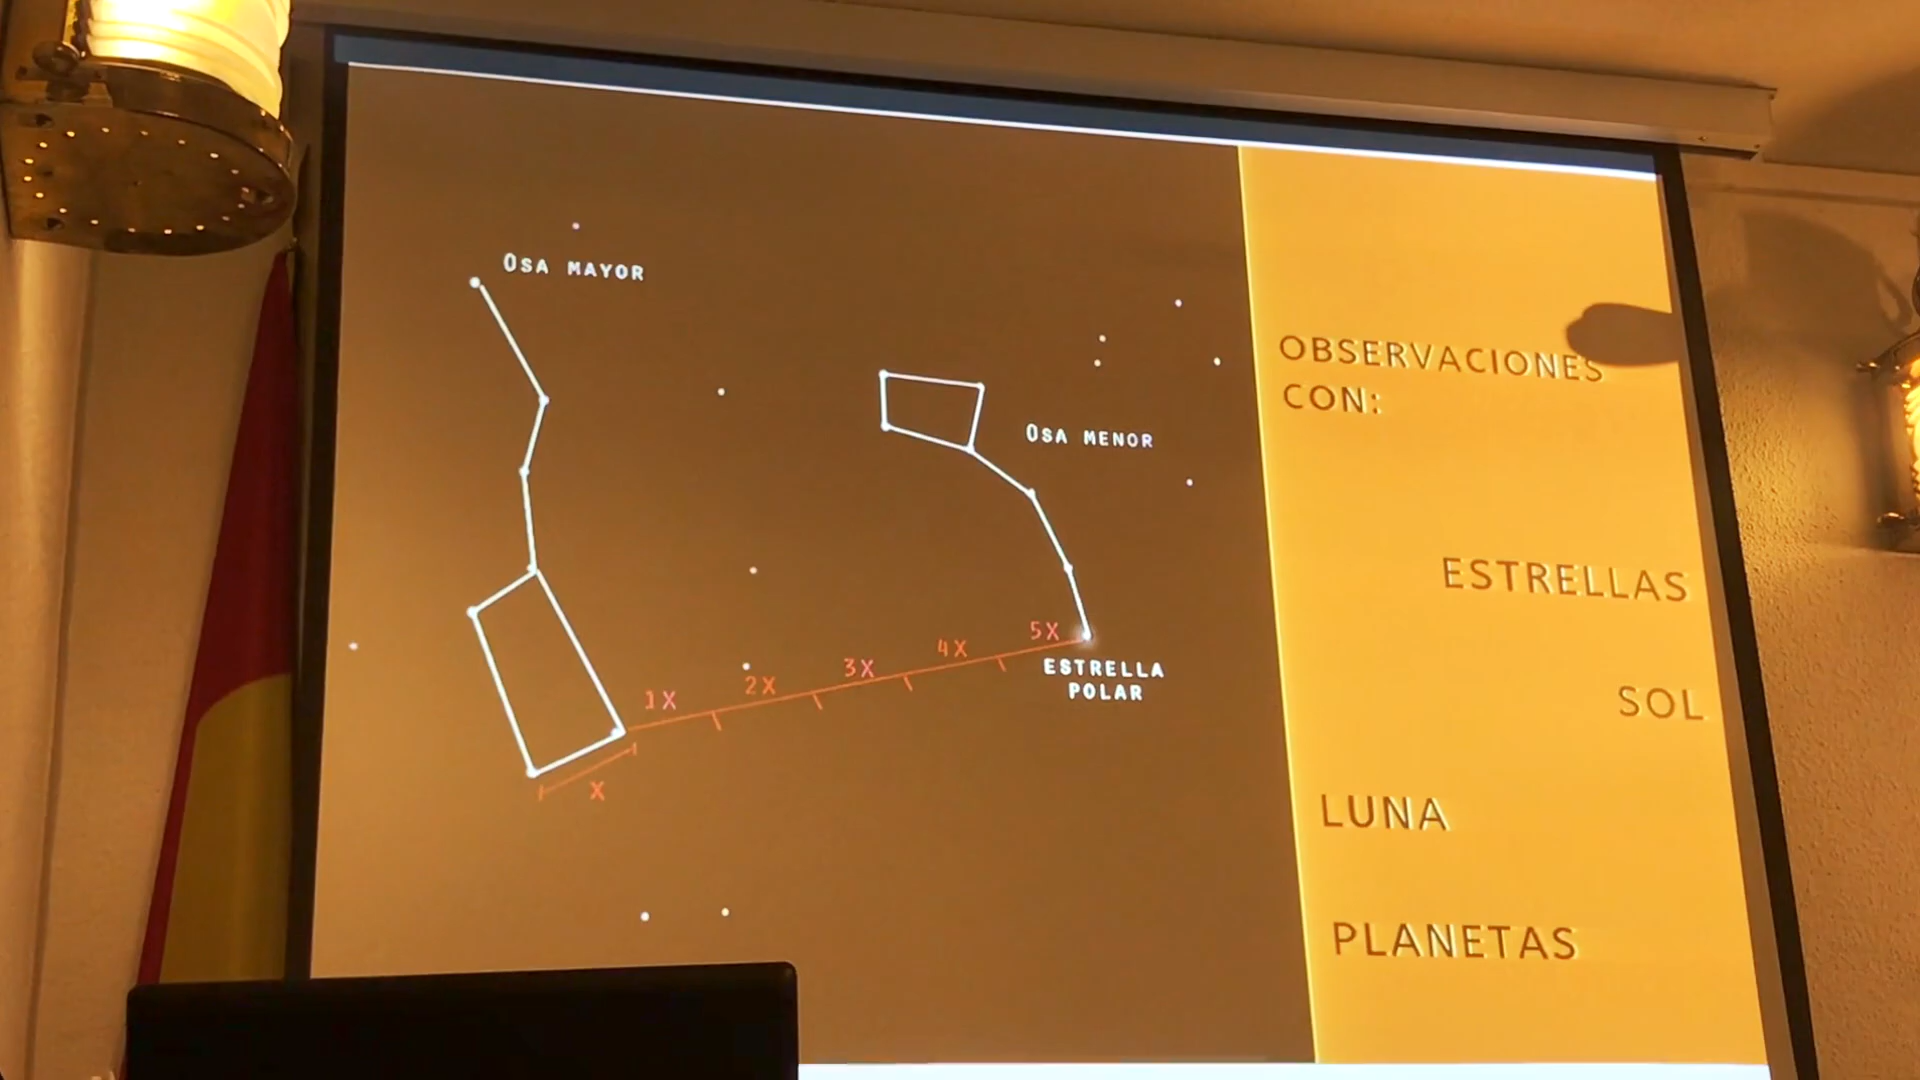 OSA MAYOR
OSA MENOR
1X
2X
3X
4X
5X
X
ESTRELLA
POLAR
OBSERVACIONES
CON:
ESTRELLAS
SOL
LUNA
PLANETAS